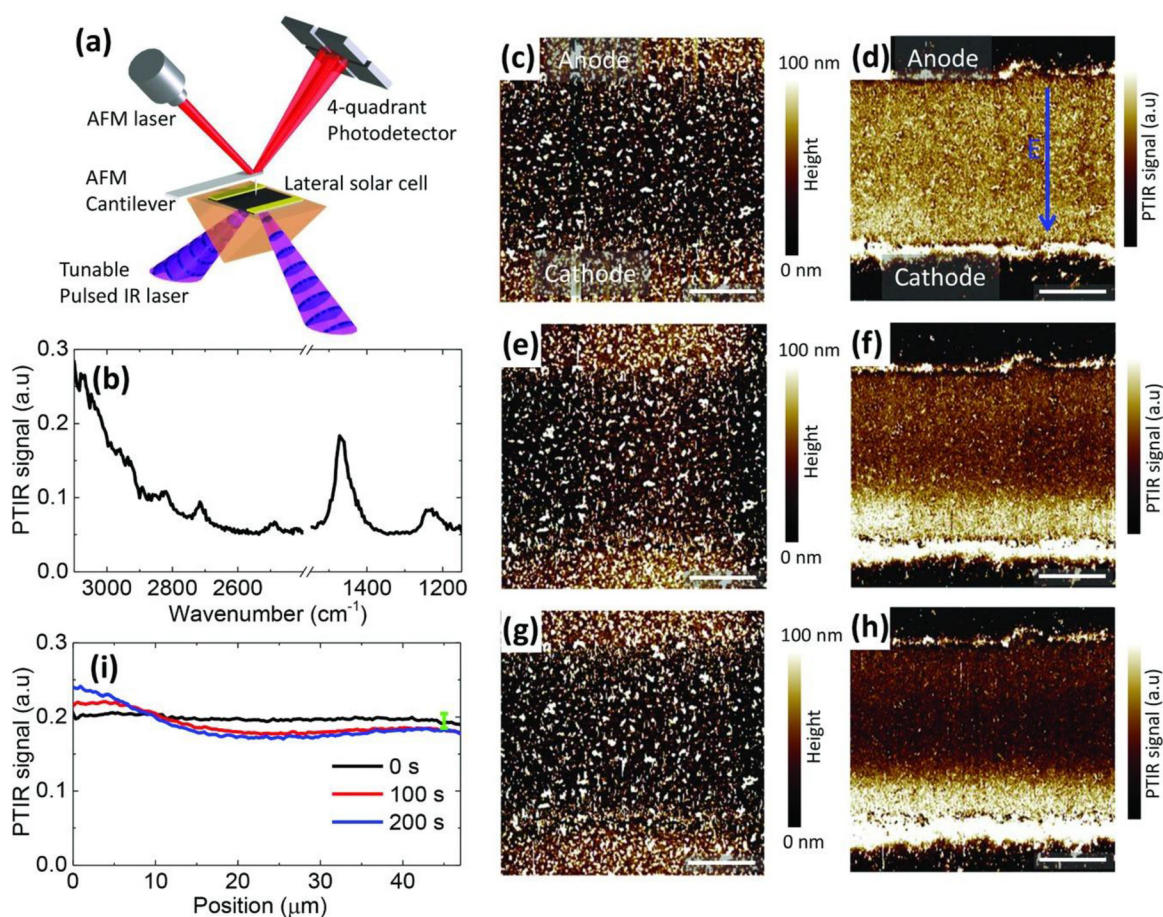 (a)
AFM laser
4-quadrant
Photodetector
AFM
Cantilever
Lateral solar cell
Tunable
Pulsed IR laser
(b)
PTIR signal (a.u)
0.3
0.2
0.1
0.0
3000 2800 2600 1400 1200
Wavenumber (cm⁻¹)
(i)
PTIR signal (a.u)
0.3
0.2
0.1
0.0
0 s
100 s
200 s
0 10 20 30 40
Position (μm)
(c)
Anode
Cathode
100 nm
Height
0 nm
(d)
Anode
E
Cathode
PTIR signal (a.u)
(e)
100 nm
Height
0 nm
(f)
PTIR signal (a.u)
(g)
100 nm
Height
0 nm
(h)
PTIR signal (a.u)